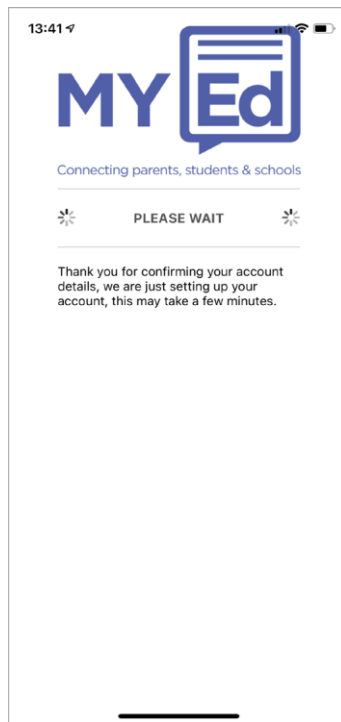 13:41
MY Ed
Connecting parents, students & schools
PLEASE WAIT
Thank you for confirming your account
details, we are just setting up your
account, this may take a few minutes.